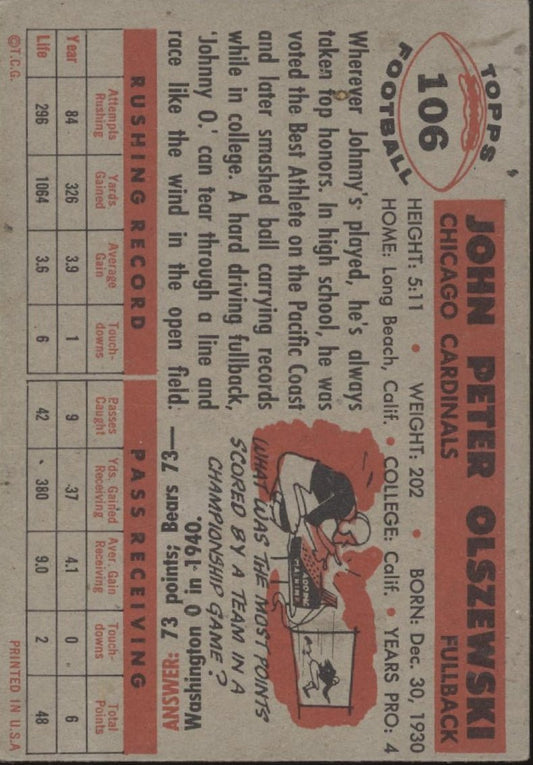 TOPPS
106
FOOTBALL
JOHN PETER OLSZEWSKI
CHICAGO CARDINALS FULLBACK
HEIGHT: 5:11 • WEIGHT: 202 • BORN: Dec. 30, 1930
HOME: Long Beach, Calif. • COLLEGE: Calif. • YEARS PRO: 4
Wherever Johnny's played, he's always
taken top honors. In high school, he was
voted the Best Athlete on the Pacific Coast
and later smashed ball carrying records
while in college. A hard driving fullback,
'Johnny O.' can tear through a line and
race like the wind in the open field.
ADDING
MACHINE
WHAT WAS THE MOST POINTS
SCORED BY A TEAM IN A
CHAMPIONSHIP GAME?
ANSWER: 73 points; Bears 73—
Washington 0 in 1940.
RUSHING RECORD PASS RECEIVING
Year Attempts Rushing Yards Gained Average Gain Touch-downs Passes Caught Yds. Gained Receiving Aver. Gain Receiving Touch-downs Total Points
84 326 3.9 1 9 37 4.1 0 6
Life 296 1064 3.6 6 42 380 9.0 2 48
©T.C.G. PRINTED IN U.S.A